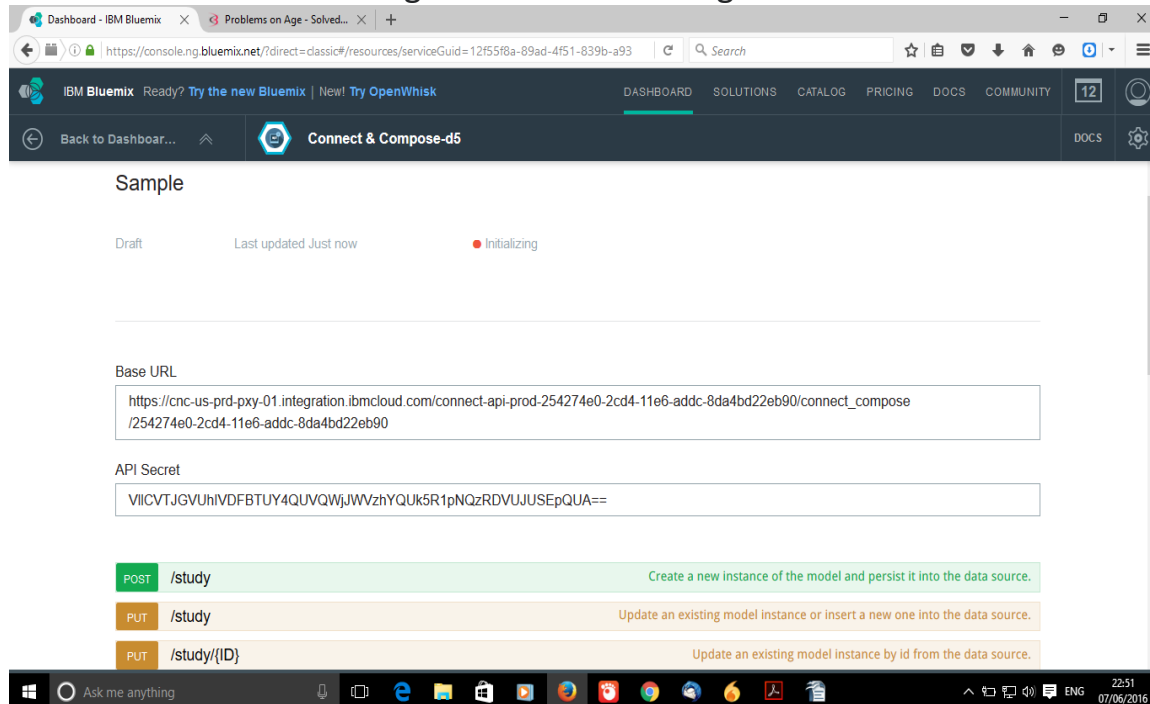 Dashboard - IBM Bluemix
Problems on Age - Solved...
https://console.ng.bluemix.net/?direct=classic#/resources/serviceGuid=12f55f8a-89ad-4f51-839b-a93
Search
IBM Bluemix Ready? Try the new Bluemix | New! Try OpenWhisk
DASHBOARD SOLUTIONS CATALOG PRICING DOCS COMMUNITY 12
Back to Dashboar...
Connect & Compose-d5
DOCS
Sample
Draft Last updated Just now Initializing
Base URL
https://cnc-us-prd-pxy-01.integration.ibmcloud.com/connect-api-prod-254274e0-2cd4-11e6-addc-8da4bd22eb90/connect_compose
/254274e0-2cd4-11e6-addc-8da4bd22eb90
API Secret
POST /study Create a new instance of the model and persist it into the data source.
PUT /study Update an existing model instance or insert a new one into the data source.
PUT /study/{ID} Update an existing model instance by id from the data source.
Ask me anything
ENG
22:51
07/06/2016